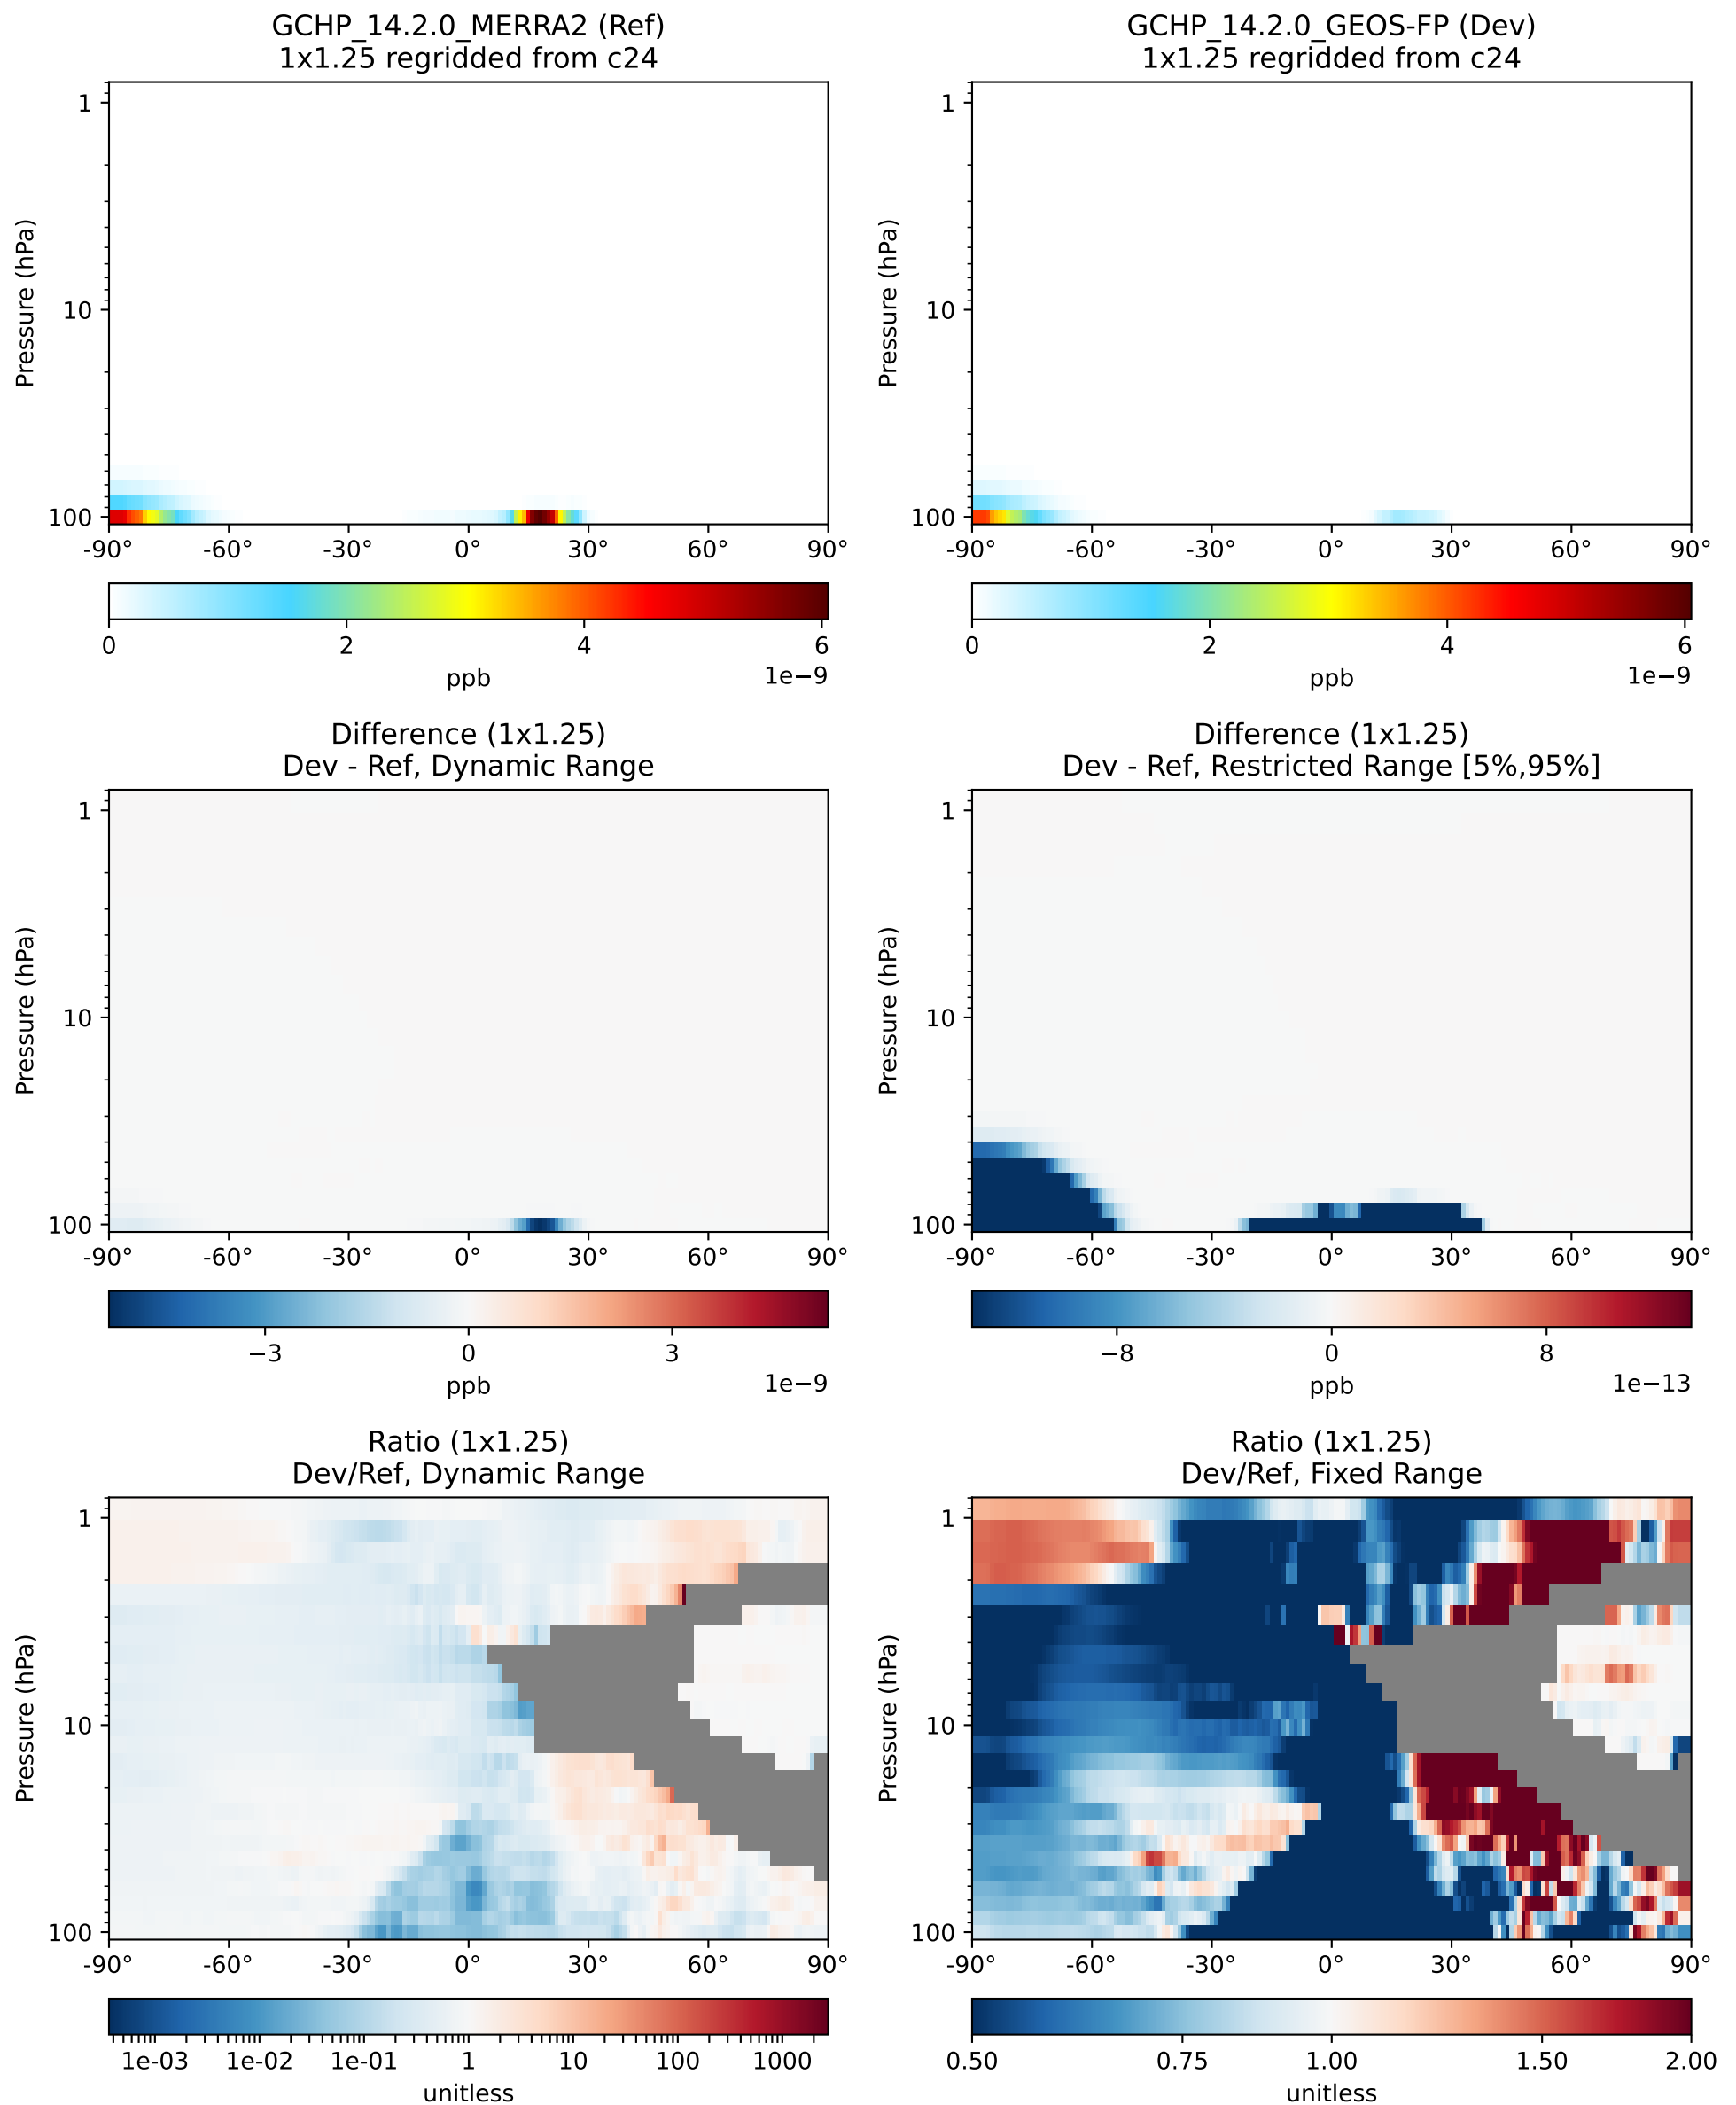 GCHP_14.2.0_MERRA2 (Ref)
1x1.25 regridded from c24
Pressure (hPa)
1
10
100
-90° -60° -30° 0° 30° 60° 90°
0 2 4 6
ppb
1e−9
GCHP_14.2.0_GEOS-FP (Dev)
1x1.25 regridded from c24
Pressure (hPa)
1
10
100
-90° -60° -30° 0° 30° 60° 90°
0 2 4 6
ppb
1e−9
Difference (1x1.25)
Dev - Ref, Dynamic Range
Pressure (hPa)
1
10
100
-90° -60° -30° 0° 30° 60° 90°
−3 0 3
ppb
1e−9
Difference (1x1.25)
Dev - Ref, Restricted Range [5%,95%]
Pressure (hPa)
1
10
100
-90° -60° -30° 0° 30° 60° 90°
−8 0 8
ppb
1e−13
Ratio (1x1.25)
Dev/Ref, Dynamic Range
Pressure (hPa)
1
10
100
-90° -60° -30° 0° 30° 60° 90°
1e-03 1e-02 1e-01 1 10 100 1000
unitless
Ratio (1x1.25)
Dev/Ref, Fixed Range
Pressure (hPa)
1
10
100
-90° -60° -30° 0° 30° 60° 90°
0.50 0.75 1.00 1.50 2.00
unitless